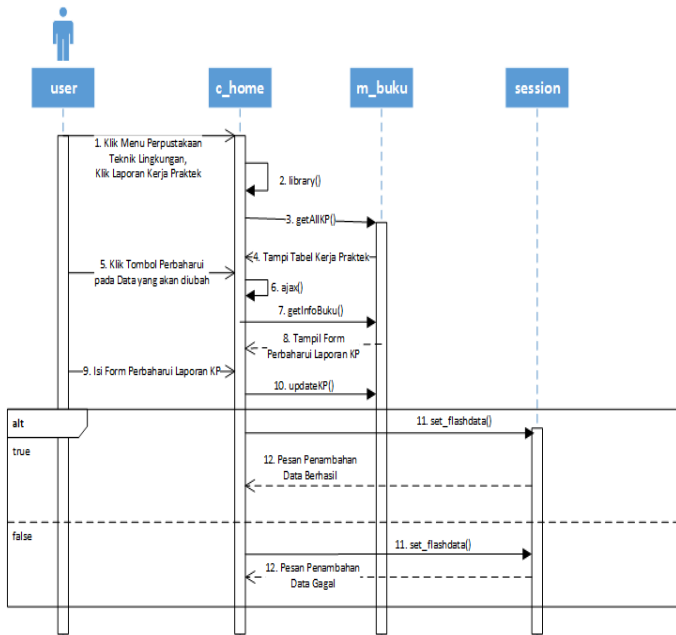 user
c_home
m_buku
session
1. Klik Menu Perpustakaan
Teknik Lingkungan,
Klik Laporan Kerja Praktek
2. library()
3. getAllKP()
4. Tampi Tabel Kerja Praktek
5. Klik Tombol Perbaharui
pada Data yang akan diubah
6. ajax()
7. getInfoBuku()
8. Tampil Form
Perbaharui Laporan KP
9. Isi Form Perbaharui Laporan KP
10. updateKP()
alt
11. set_flashdata()
true
12. Pesan Penambahan
Data Berhasil
false
11. set_flashdata()
12. Pesan Penambahan
Data Gagal